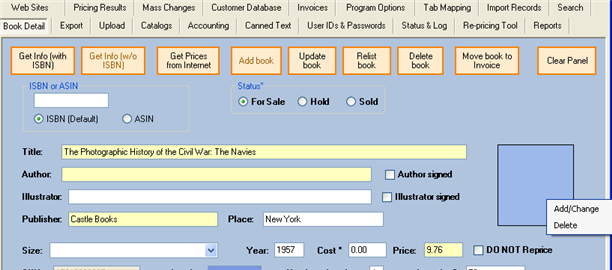 Web Sites Pricing Results Mass Changes Customer Database Invoices Program Options Tab Mapping Import Records Search
Book Detail Export Upload Catalogs Accounting Canned Text User IDs & Passwords Status & Log Re-pricing Tool Reports
Get Info (with ISBN) Get Info (w/o ISBN) Get Prices from Internet Add book Update book Relist book Delete book Move book to Invoice Clear Panel
ISBN or ASIN Status*
For Sale Hold Sold
ISBN (Default) ASIN
Title: The Photographic History of the Civil War: The Navies
Author: Author signed
Illustrator: Illustrator signed
Add/Change
Publisher: Castle Books Place: New York
Delete
Size: Year: 1957 Cost * 0.00 Price: 9.76 DO NOT Reprice